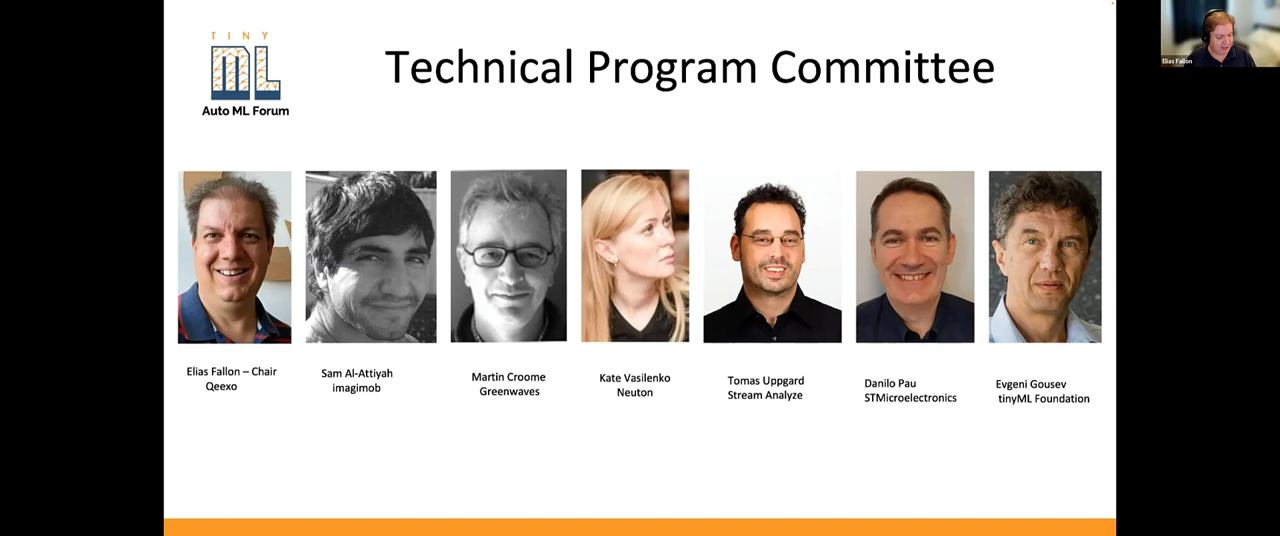 TINY
ML
Auto ML Forum
Technical Program Committee
Elias Fallon
Elias Fallon – Chair
Qeexo
Sam Al-Attiyah
imagimob
Martin Croome
Greenwaves
Kate Vasilenko
Neuton
Tomas Uppgard
Stream Analyze
Danilo Pau
STMicroelectronics
Evgeni Gousev
tinyML Foundation